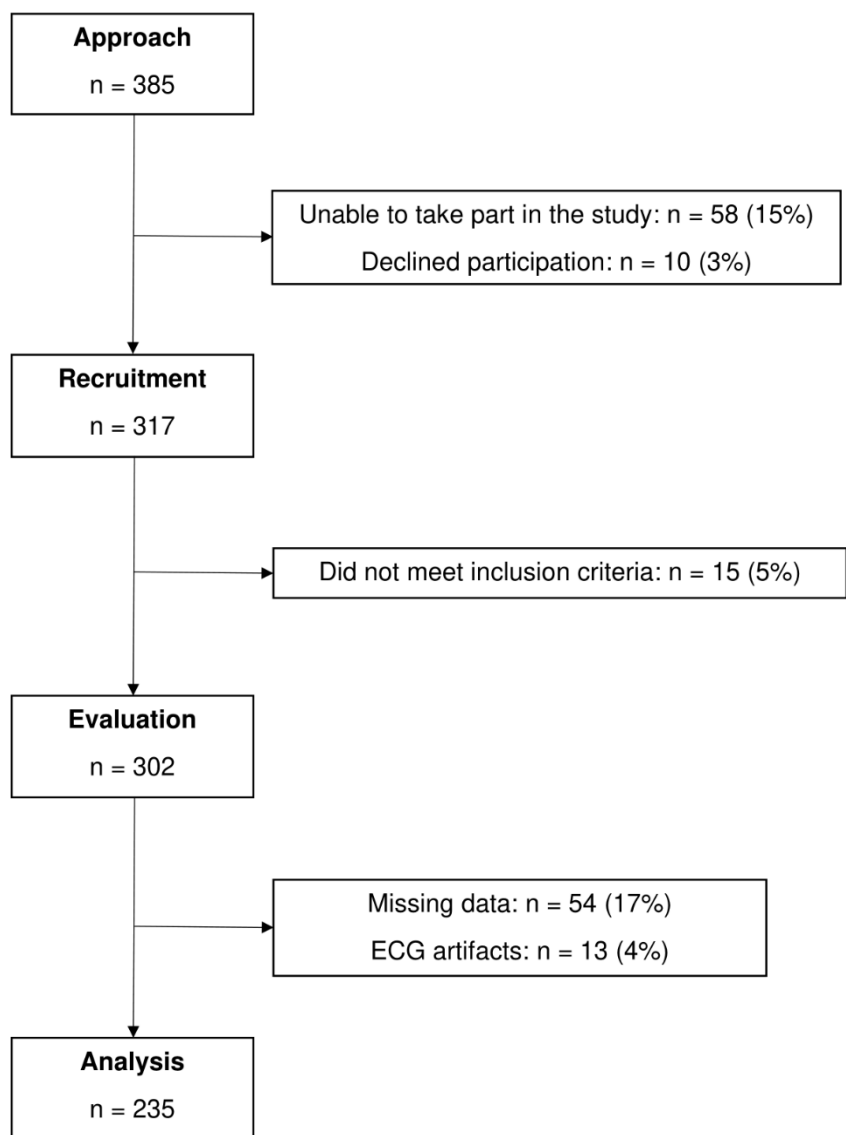 Approach
n = 385
Unable to take part in the study: n = 58 (15%)
Declined participation: n = 10 (3%)
Recruitment
n = 317
Did not meet inclusion criteria: n = 15 (5%)
Evaluation
n = 302
Missing data: n = 54 (17%)
ECG artifacts: n = 13 (4%)
Analysis
n = 235